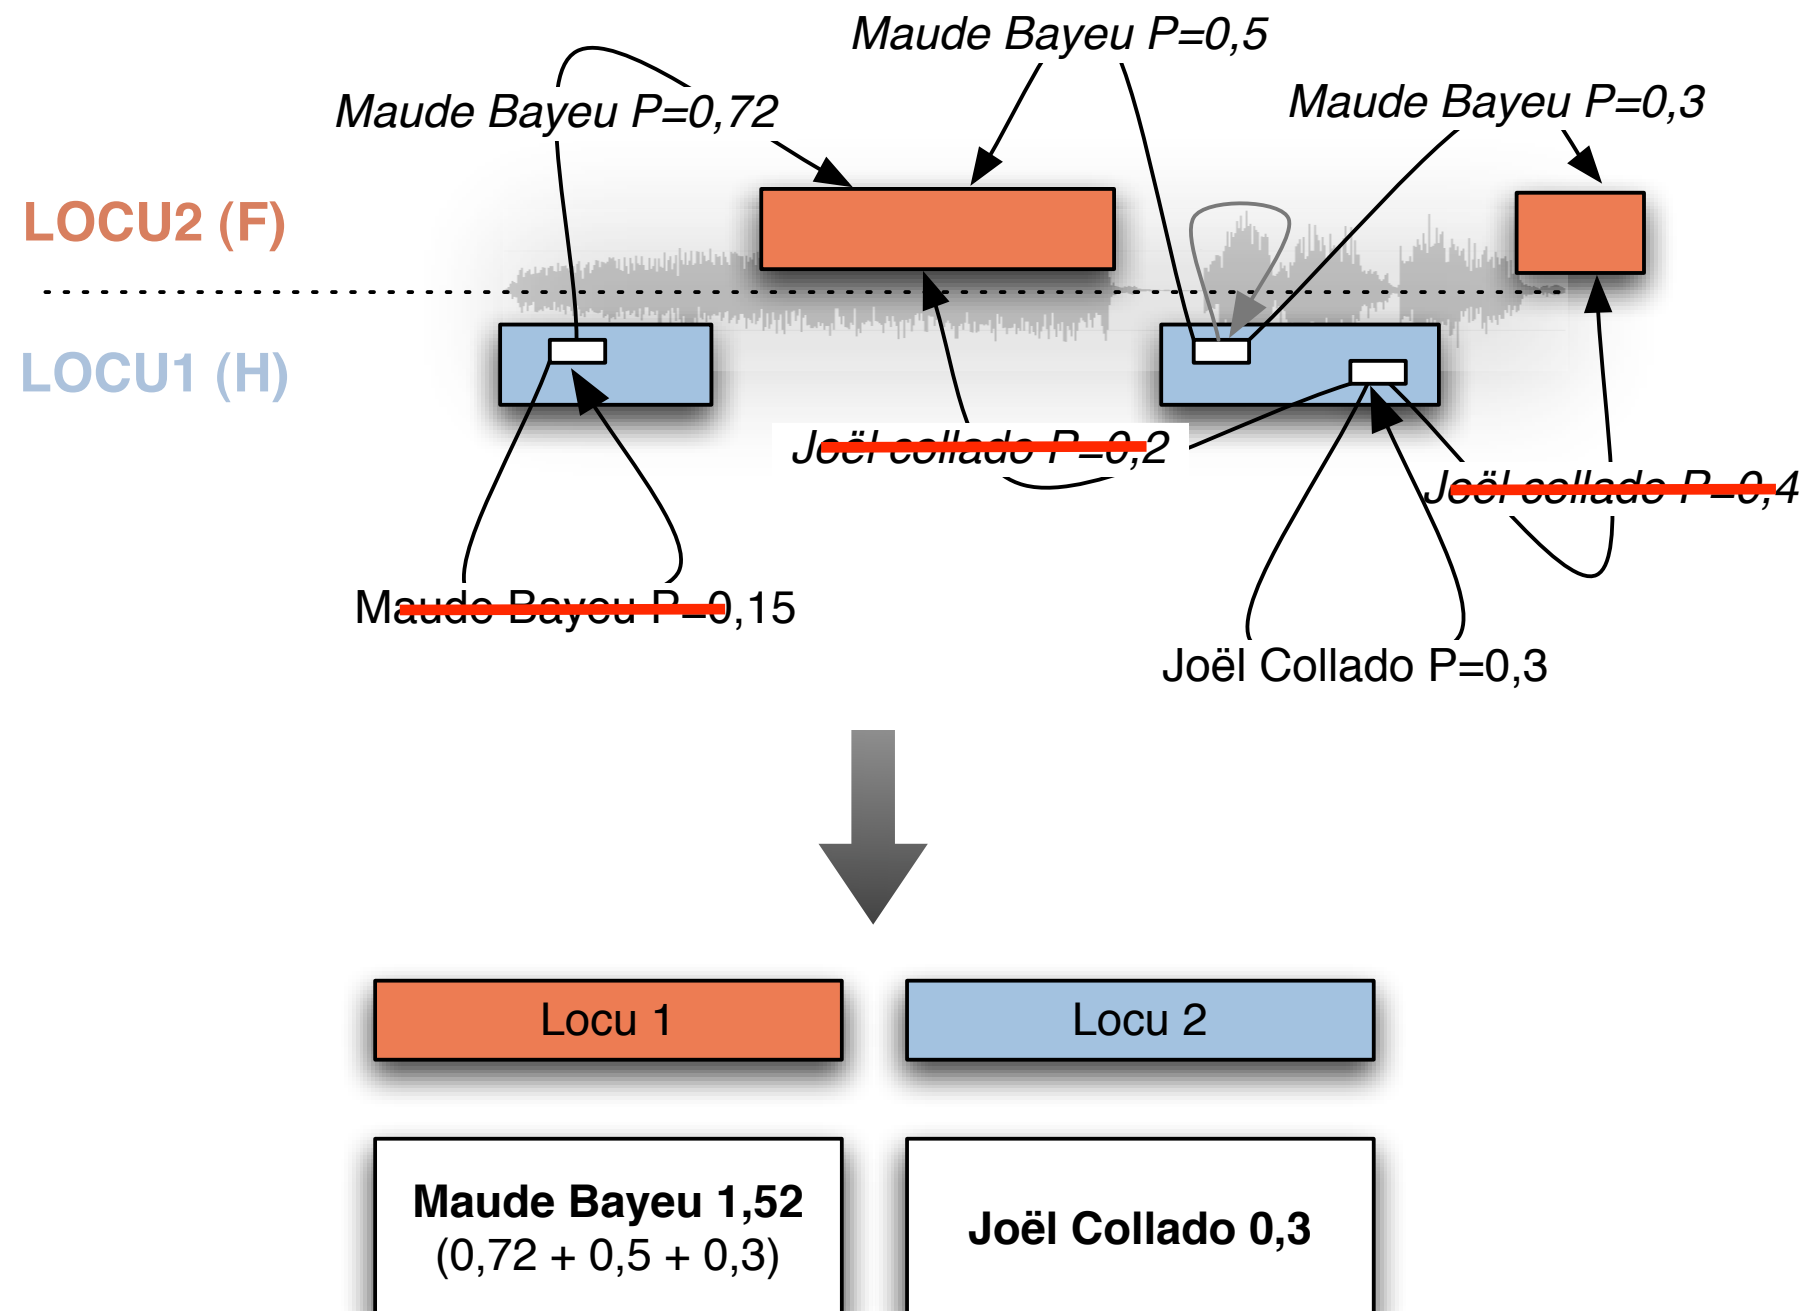 Maude Bayeu P=0,5
Maude Bayeu P=0,72
Maude Bayeu P=0,3
LOCU2 (F)
LOCU1 (H)
Joël collado P=0,2
Joël collado P=0,4
Maude Bayeu P=0,15
Joël Collado P=0,3
Locu 1
Locu 2
Maude Bayeu 1,52
(0,72 + 0,5 + 0,3)
Joël Collado 0,3